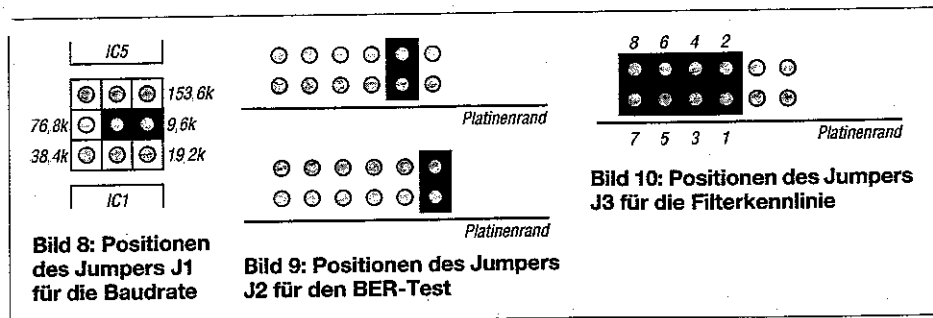 IC5
153,6k
76,8k
9,6k
38,4k
19,2k
IC1
Bild 8: Positionen
des Jumpers J1
für die Baudrate
Platinenrand
Platinenrand
Bild 9: Positionen des Jumpers
J2 für den BER-Test
8 6 4 2
7 5 3 1
Platinenrand
Bild 10: Positionen des Jumpers
J3 für die Filterkennlinie